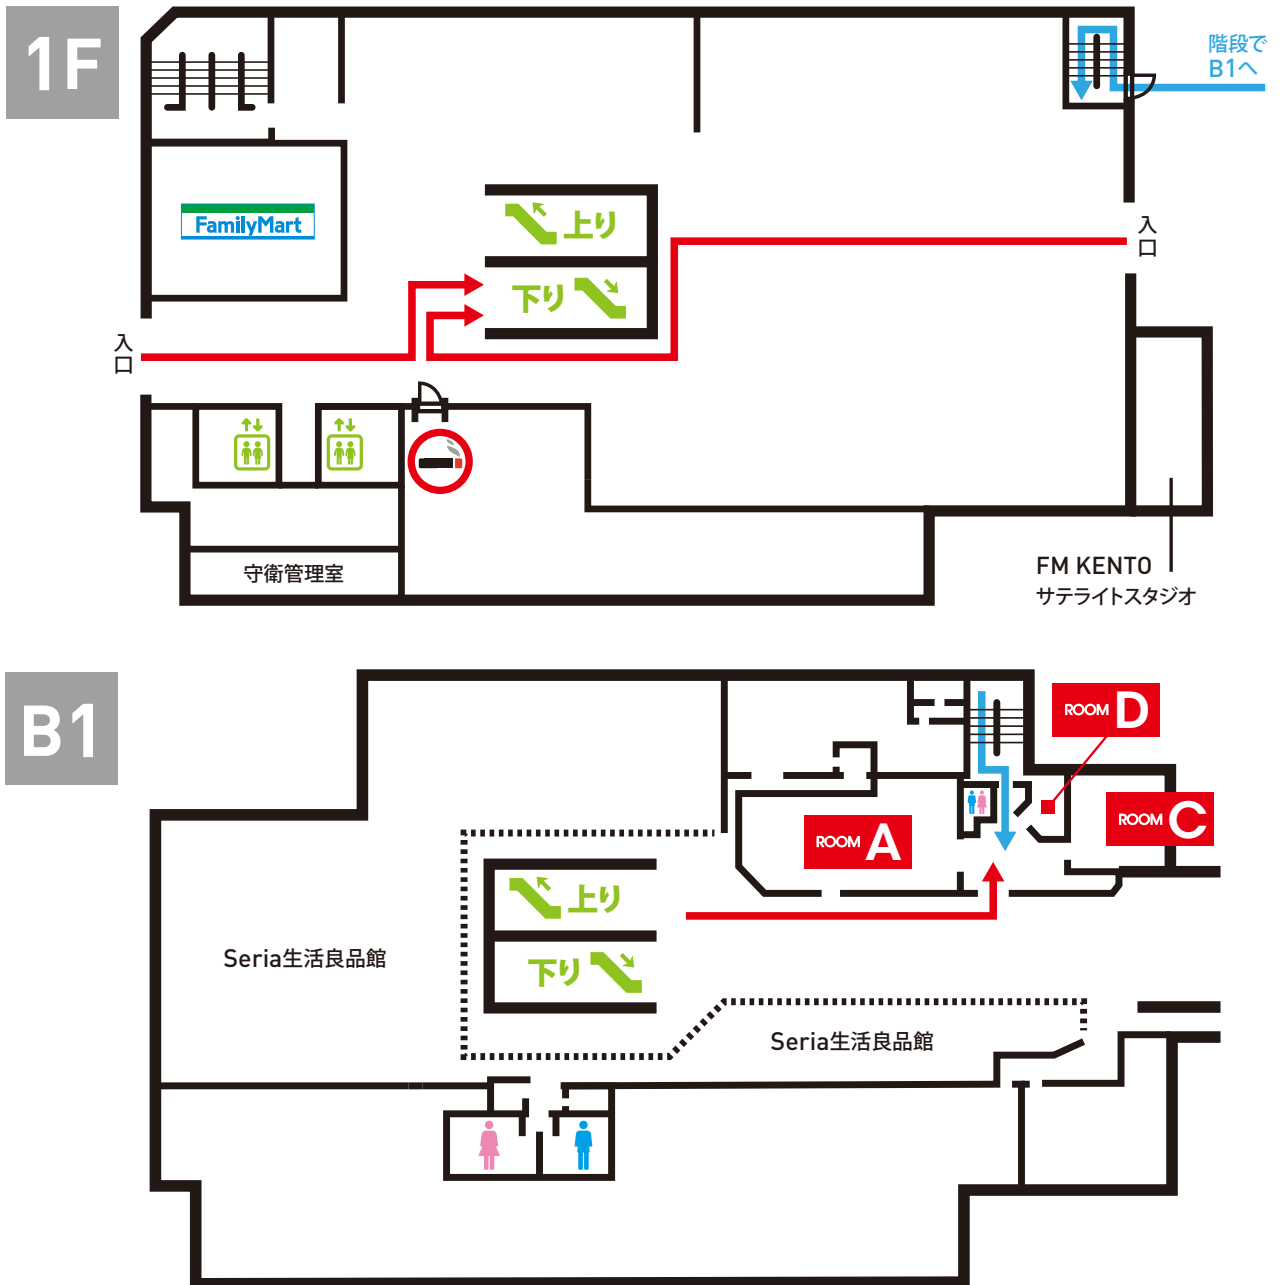 1F
階段で
B1へ
FamilyMart
上り
下り
入口
入口
守衛管理室
FM KENTO
サテライトスタジオ
B1
ROOM D
ROOM C
ROOM A
上り
下り
Seria生活良品館
Seria生活良品館